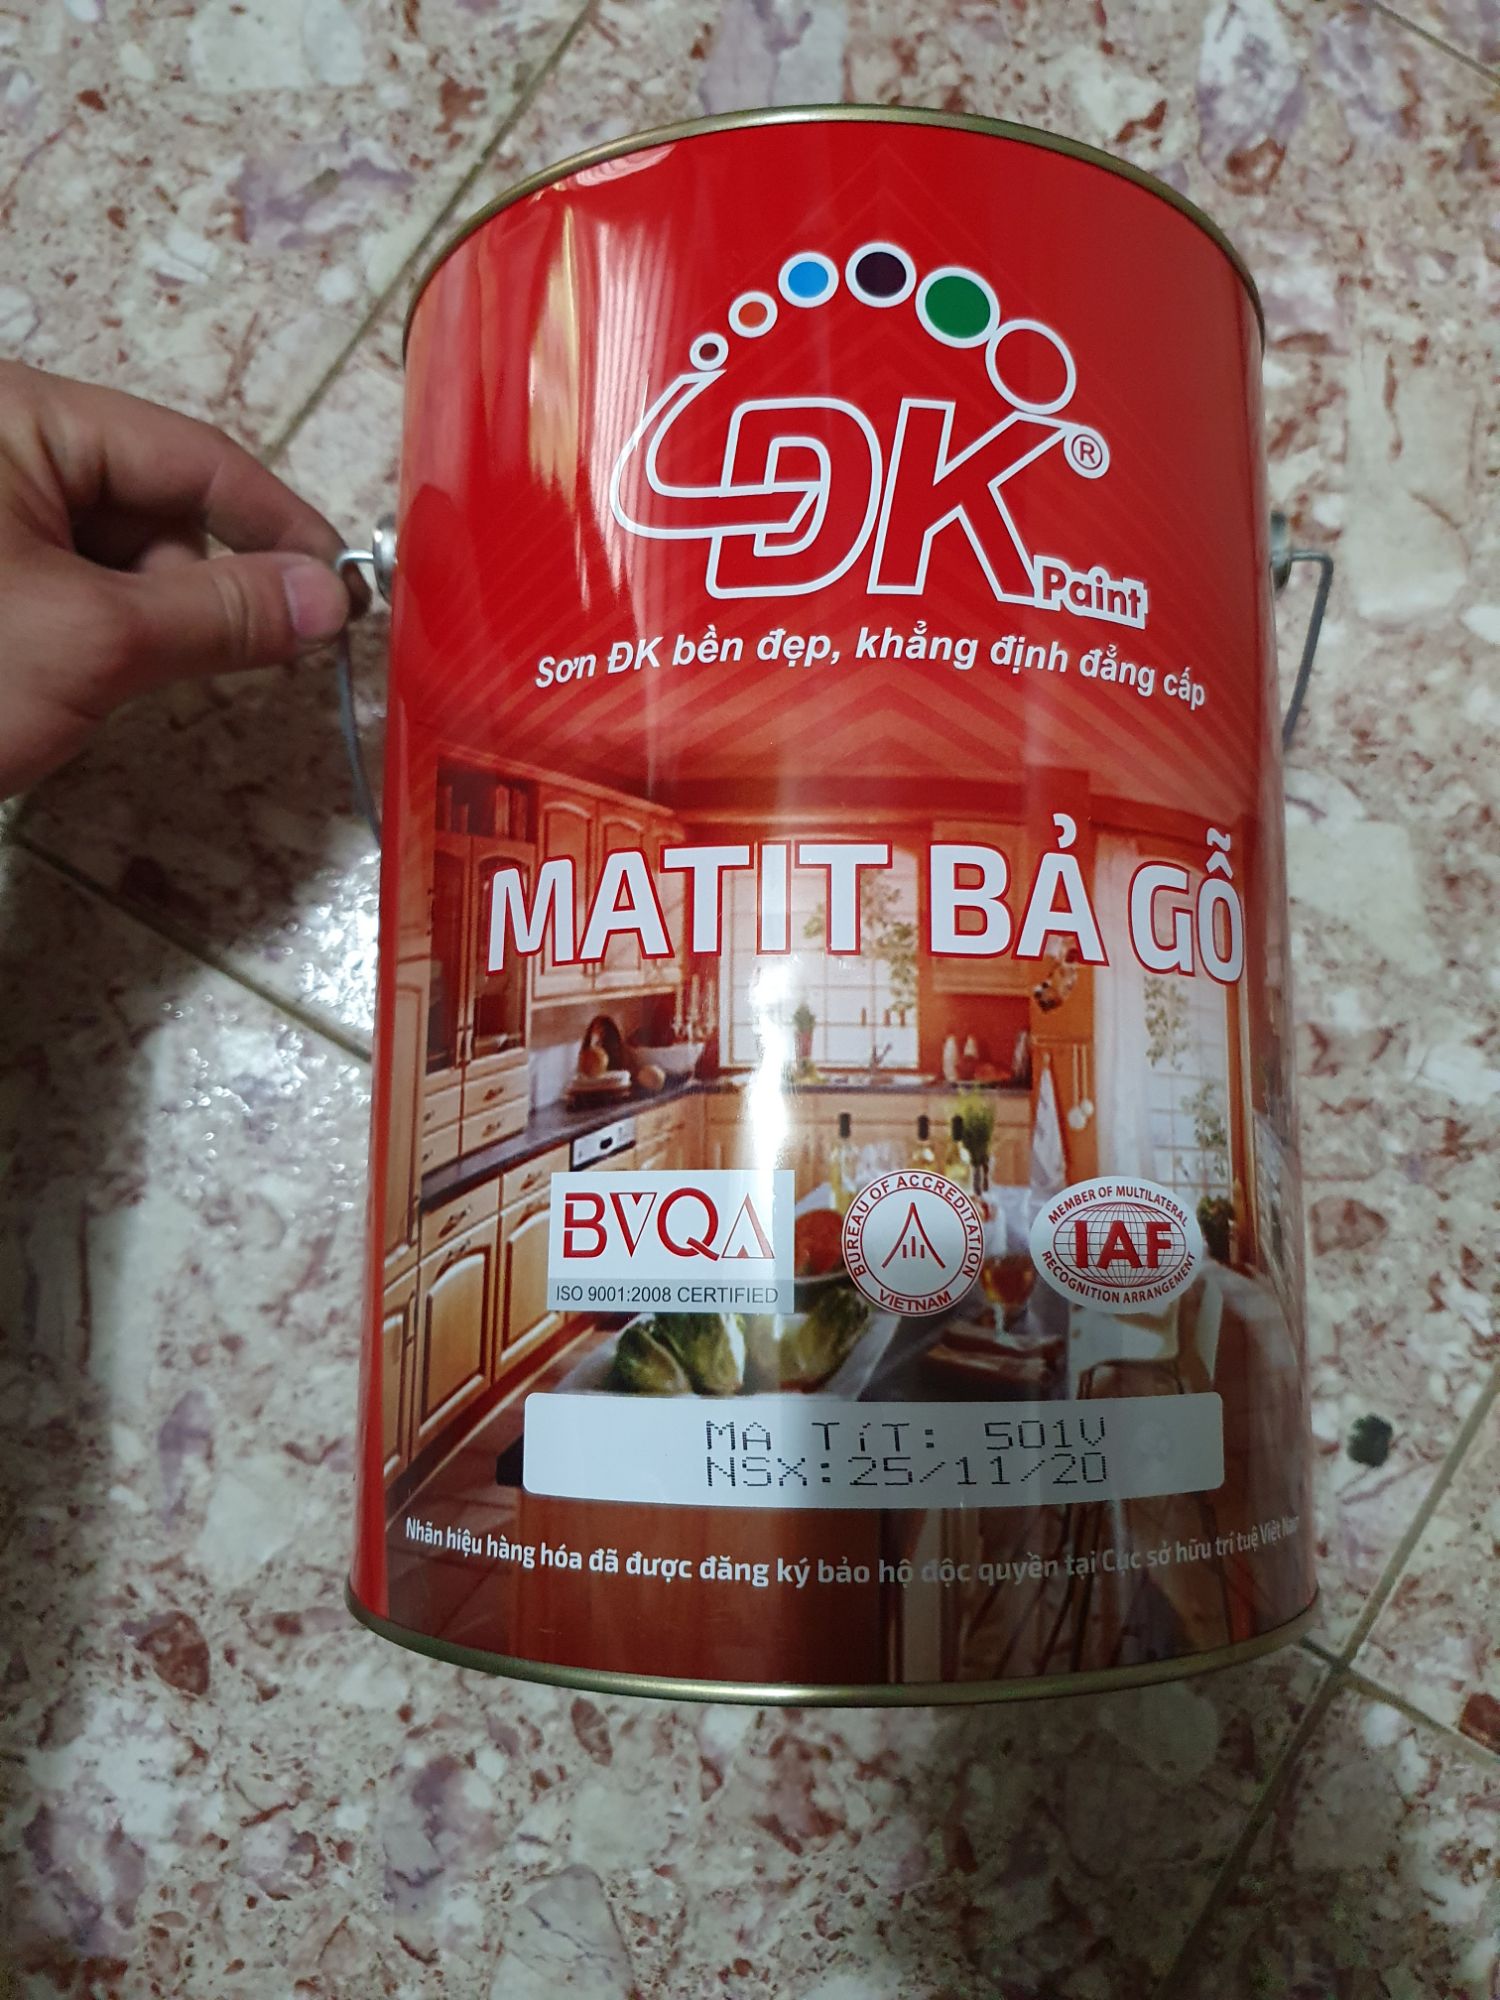 ĐK®
Paint
Sơn ĐK bền đẹp, khẳng định đẳng cấp
MATIT BẢ GỖ
BVQA
ISO 9001:2008 CERTIFIED
BUREAU OF ACCREDITATION
VIETNAM
MEMBER OF MULTILATERAL
IAF
RECOGNITION ARRANGEMENT
MA TÍT: 501V
NSX:25/11/20
Nhãn hiệu hàng hóa đã được đăng ký bảo hộ độc quyền tại Cục sở hữu trí tuệ Việt Nam